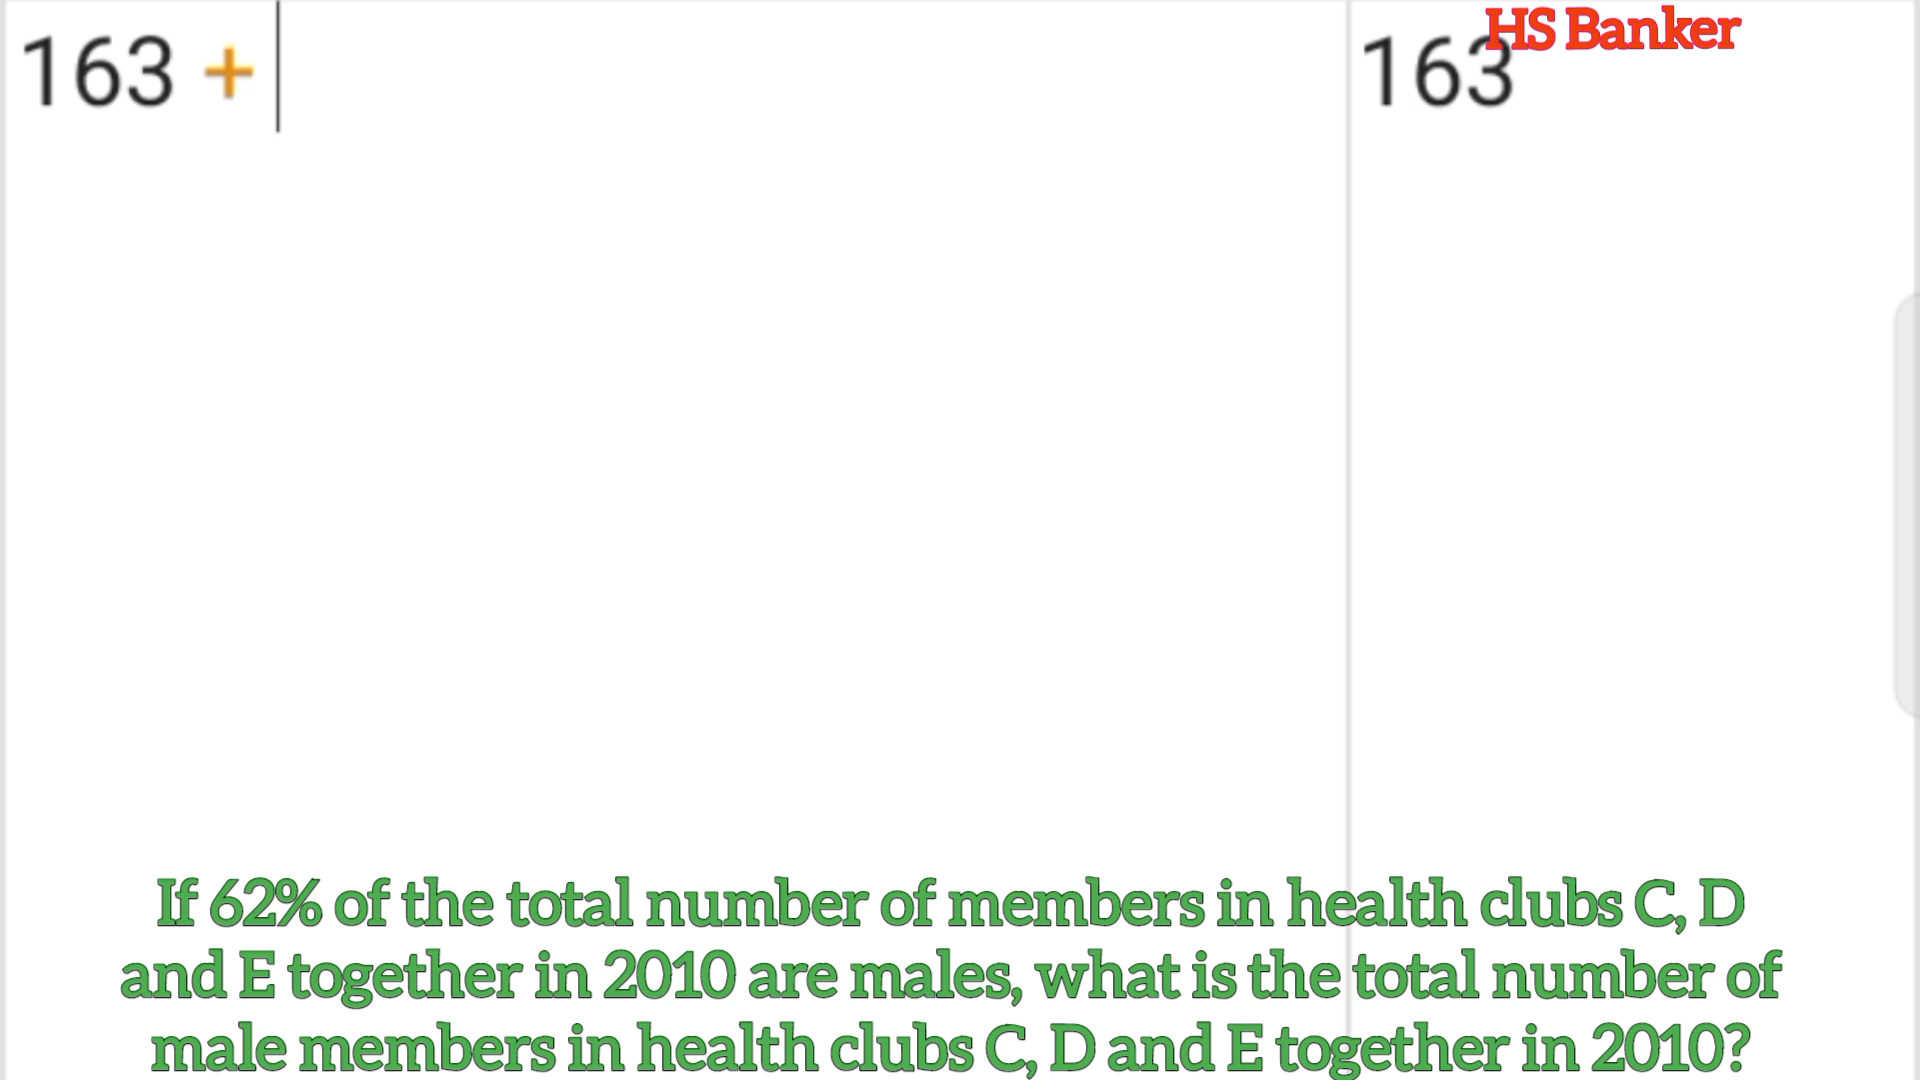 163 +
163
HS Banker
If 62% of the total number of members in health clubs C, D
and E together in 2010 are males, what is the total number of
male members in health clubs C, D and E together in 2010?